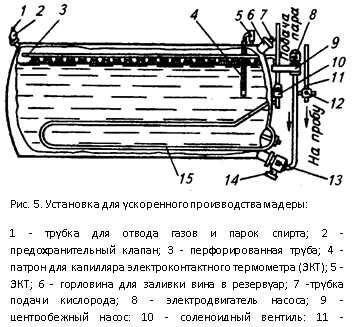 1 2 3 4 5 6 7 8
Подача
пара
9
10
11
12
На пробу
13
14
15
Рис. 5. Установка для ускоренного производства мадеры:
1 - трубка для отвода газов и парок спирта; 2 -
предохранительный клапан; 3 - перфорированная труба; 4 -
патрон для капилляра электроконтактного термометра (ЭКТ); 5 -
ЭКТ; 6 - горловина для заливки вина в резервуар; 7 -трубка
подачи кислорода; 8 - электродвигатель насоса; 9 -
центробежный насос; 10 - соленоидный вентиль; 11 -